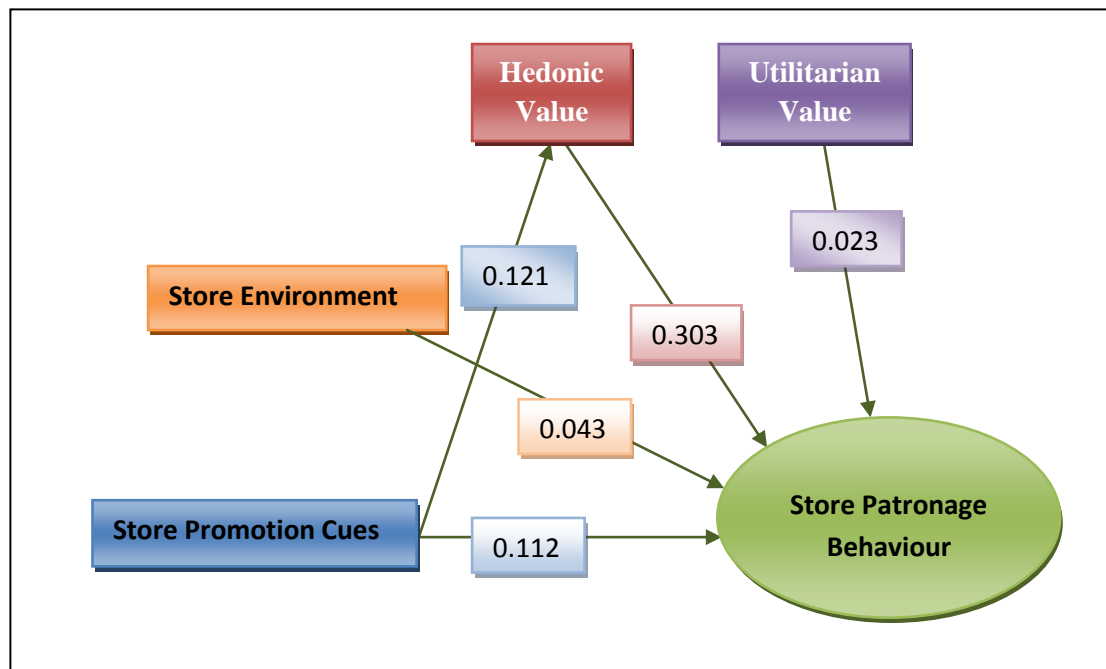 Hedonic
Value
Utilitarian
Value
0.023
0.121
Store Environment
0.303
0.043
Store Patronage
Behaviour
Store Promotion Cues
0.112